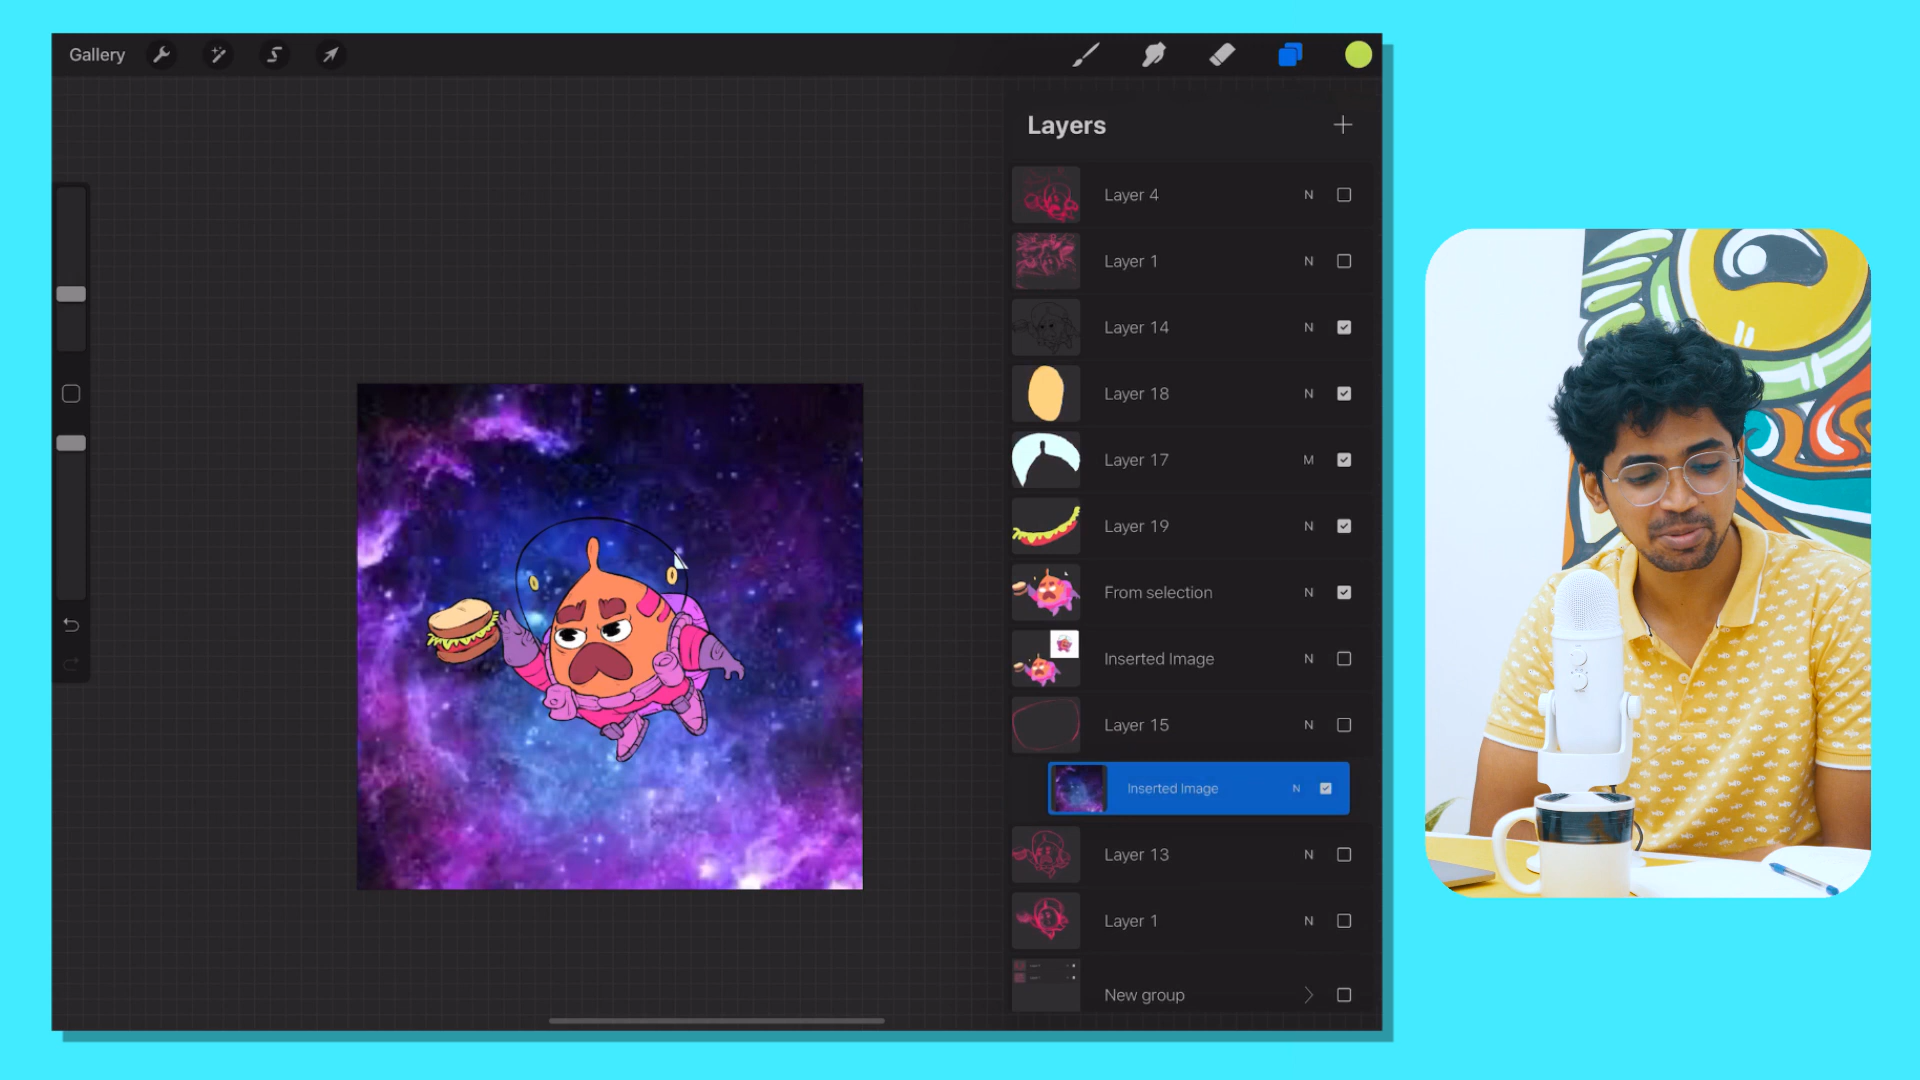 Gallery
Layers
Layer 4 N
Layer 1 N
Layer 14 N
Layer 18 N
Layer 17 M
Layer 19 N
From selection N
Inserted Image N
Layer 15 N
Inserted Image N
Layer 13 N
Layer 1 N
New group